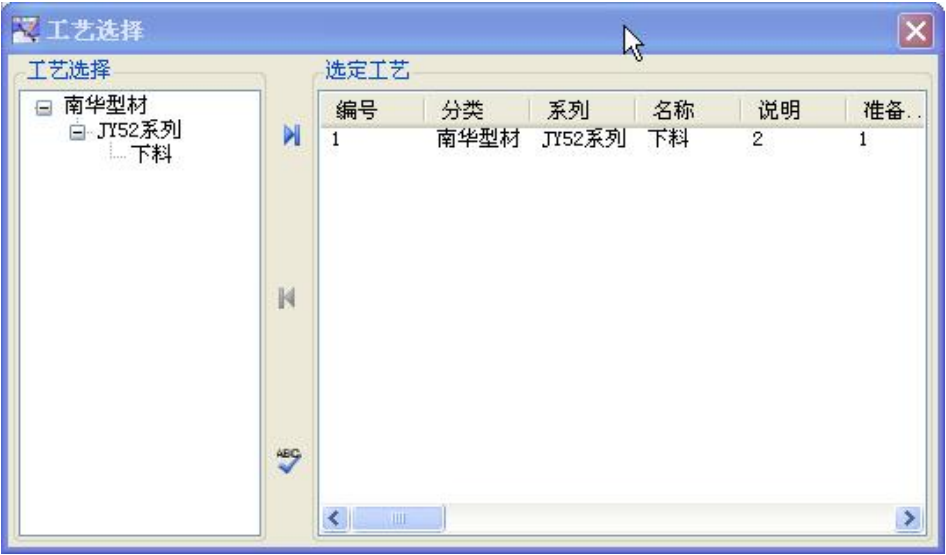 工艺选择
工艺选择
南华型材
JY52系列
下料
ABC
选定工艺
编号 分类 系列 名称 说明 准备..
1 南华型材 JY52系列 下料 2 1